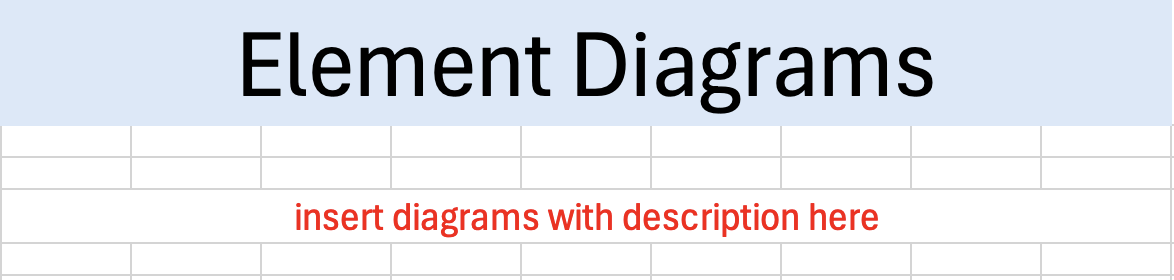 Element Diagrams
insert diagrams with description here